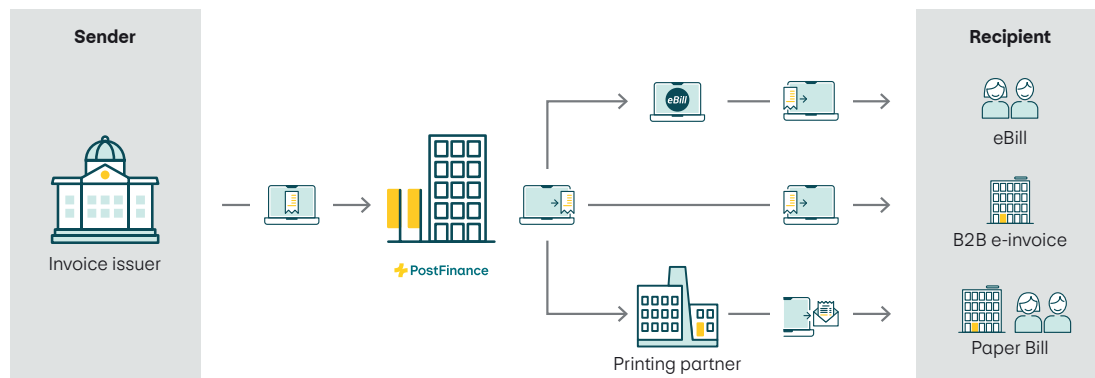 Sender
Recipient
eBill
eBill
Invoice issuer
PostFinance
B2B e-invoice
Printing partner
Paper Bill